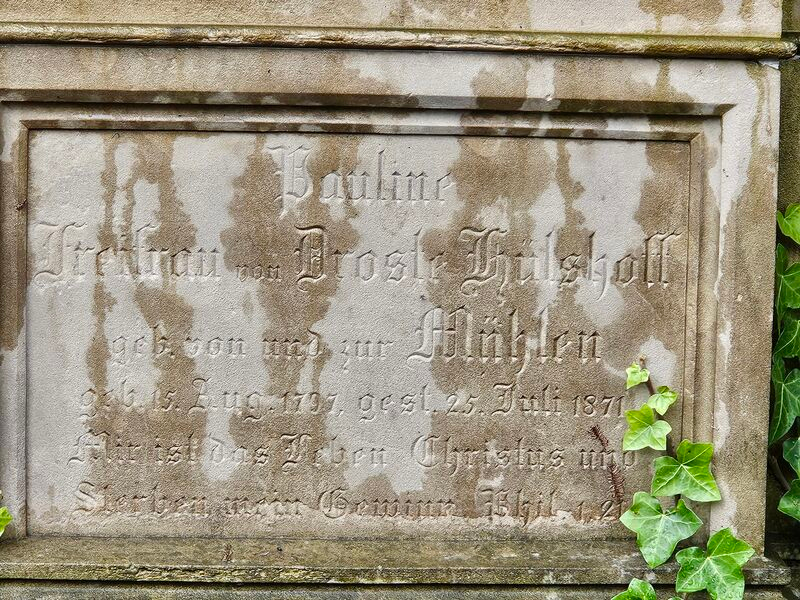 Pauline
Freifrau von Droste Hülshoff
geb. von und zur Mühlen
geb. 15. Aug. 1797, gest. 25. Juli 1871
Mir ist das Leben Christus und
Sterben mein Gewinn. Phil. 1. 21